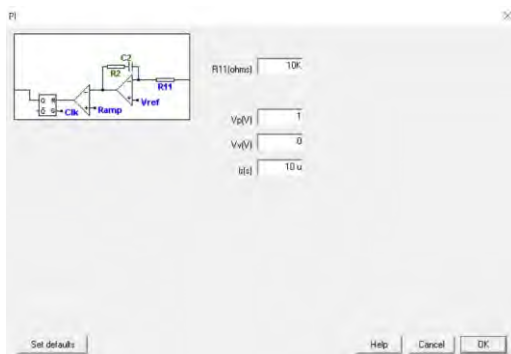 PI
C2
R2
R11
Vref
Ramp
Clk
Q R
Q S
R11(ohms) 10K
Vp(V) 1
Vv(V) 0
10 u
Set defaults
Help Cancel OK